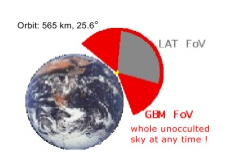 Orbit: 565 km, 25.6°
LAT FoV
GBM FoV
whole unocculted
sky at any time !